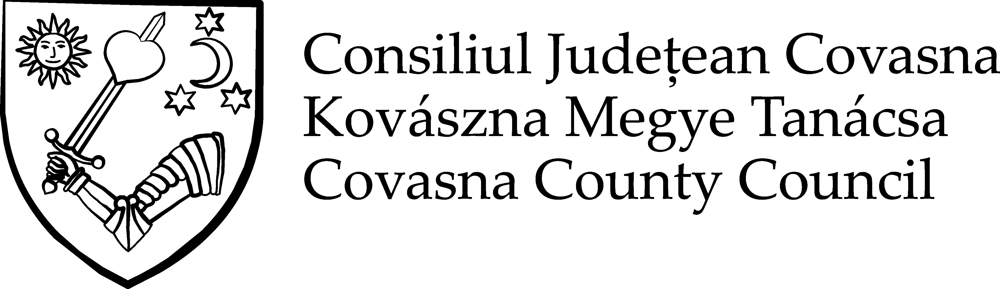 Consiliul Județean Covasna
Kovászna Megye Tanácsa
Covasna County Council